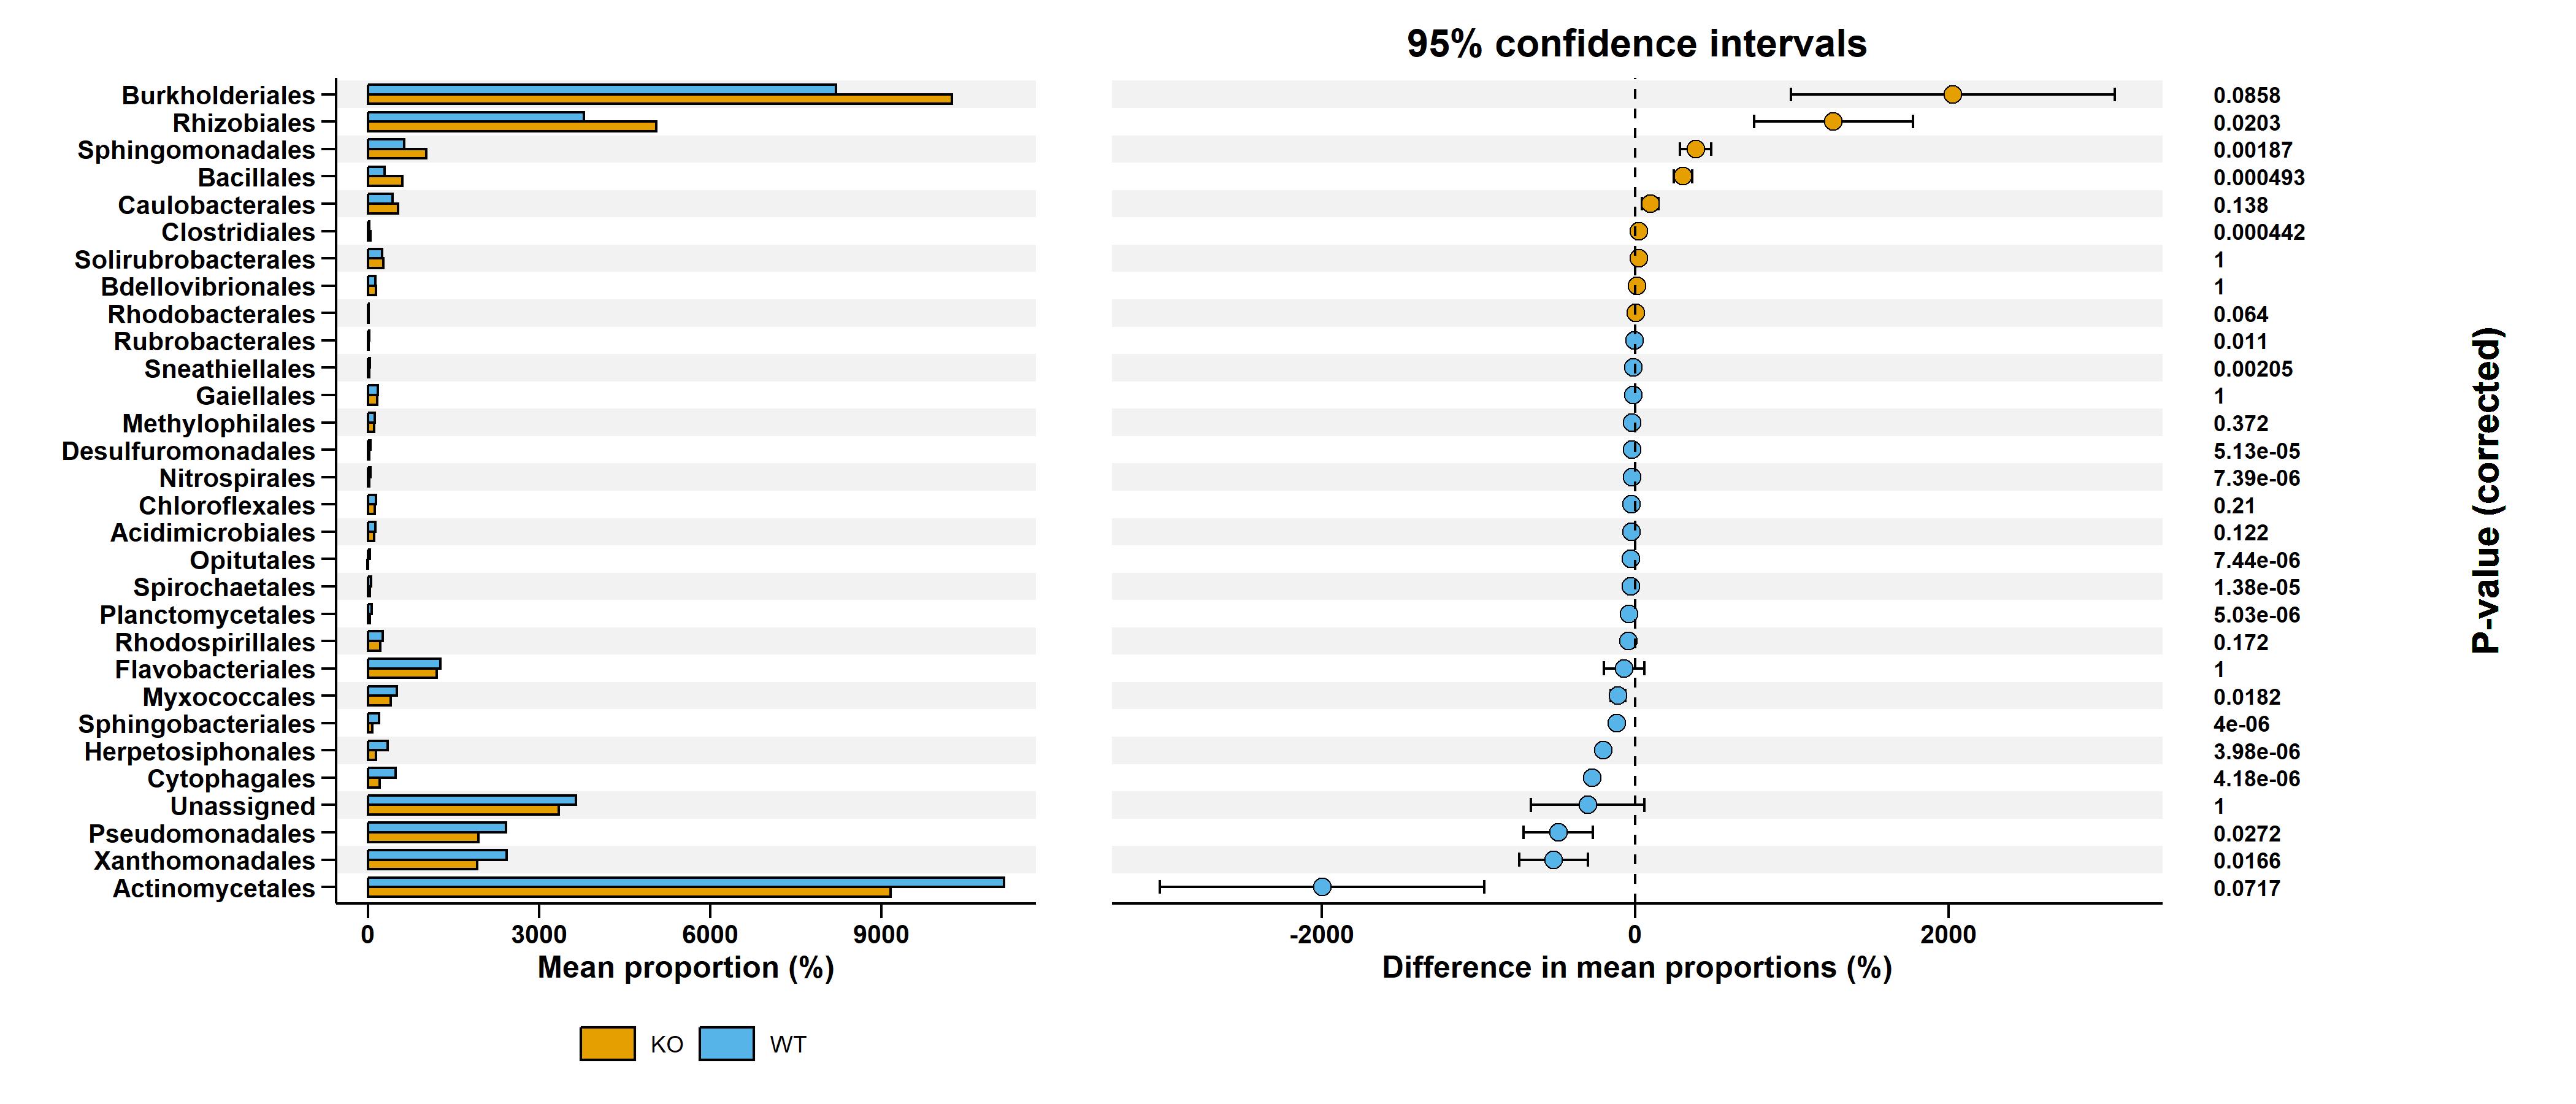 95% confidence intervals
Burkholderiales 0.0858
Rhizobiales 0.0203
Sphingomonadales 0.00187
Bacillales 0.000493
Caulobacterales 0.138
Clostridiales 0.000442
Solirubrobacterales 1
Bdellovibrionales 1
Rhodobacterales 0.064
Rubrobacterales 0.011
Sneathiellales 0.00205
Gaiellales 1
Methylophilales 0.372
Desulfuromonadales 5.13e-05
Nitrospirales 7.39e-06
Chloroflexales 0.21
Acidimicrobiales 0.122
Opitutales 7.44e-06
Spirochaetales 1.38e-05
Planctomycetales 5.03e-06
Rhodospirillales 0.172
Flavobacteriales 1
Myxococcales 0.0182
Sphingobacteriales 4e-06
Herpetosiphonales 3.98e-06
Cytophagales 4.18e-06
Unassigned 1
Pseudomonadales 0.0272
Xanthomonadales 0.0166
Actinomycetales 0.0717
P-value (corrected)
0 3000 6000 9000 -2000 0 2000
Mean proportion (%) Difference in mean proportions (%)
KO WT